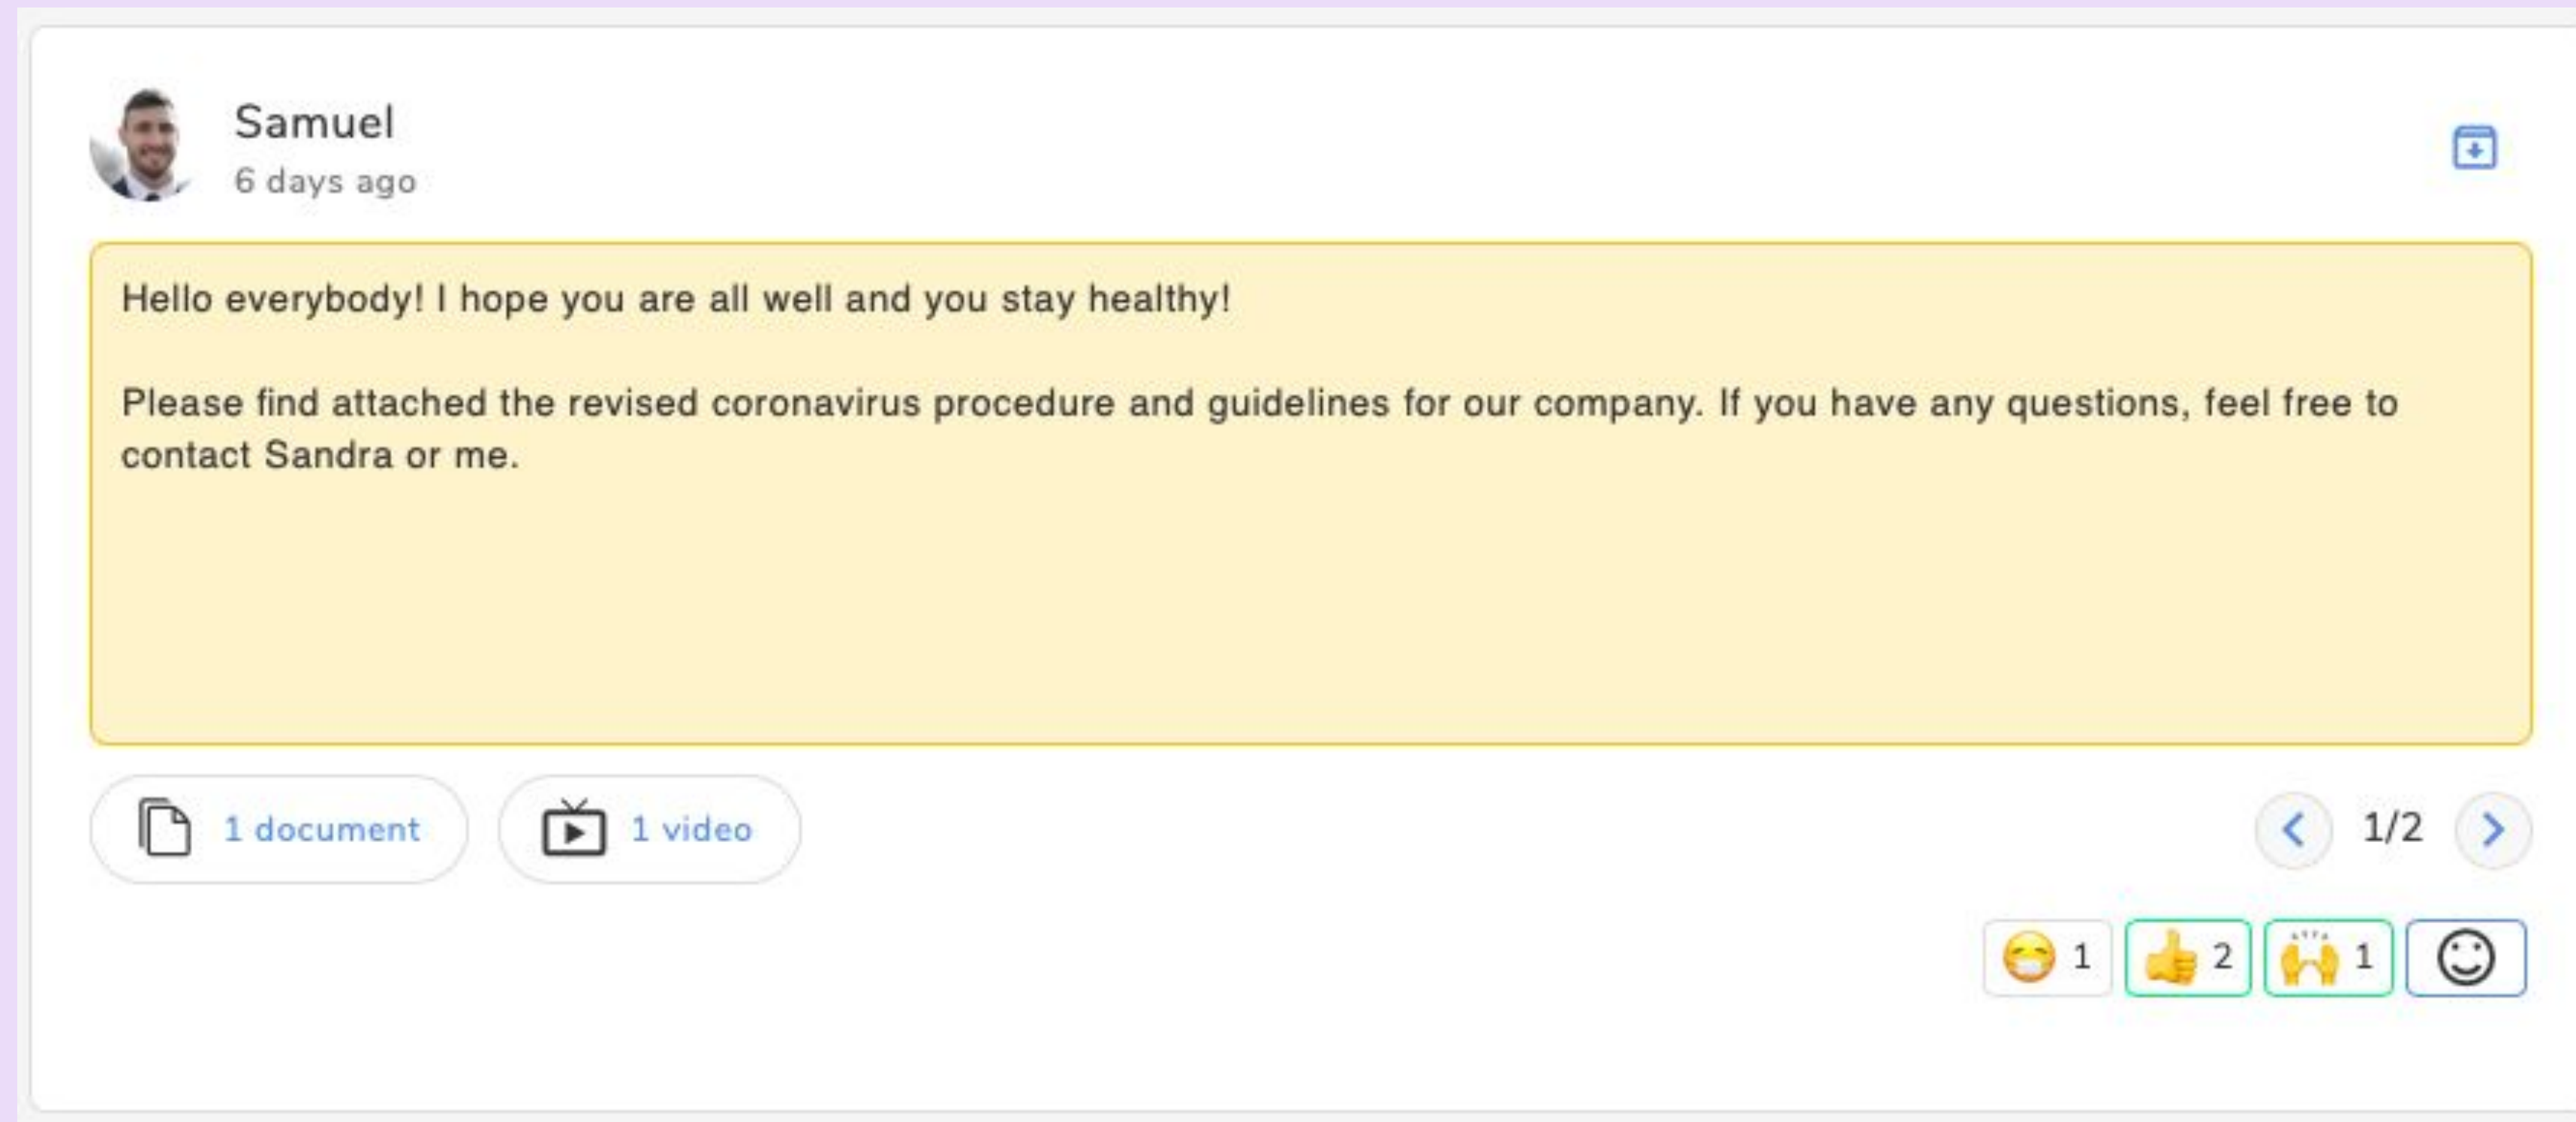 Samuel
6 days ago
Hello everybody! I hope you are all well and you stay healthy!
Please find attached the revised coronavirus procedure and guidelines for our company. If you have any questions, feel free to
contact Sandra or me.
1 document
1 video
1/2
1
2
1